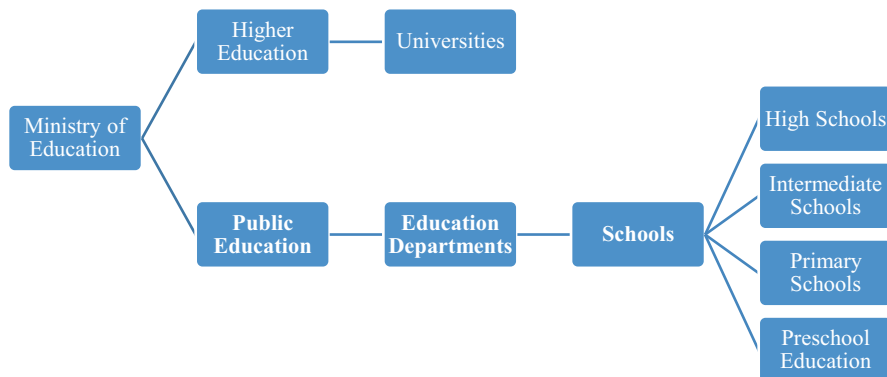 Higher
Education
Universities
Ministry of
Education
High Schools
Intermediate
Schools
Public
Education
Education
Departments
Schools
Primary
Schools
Preschool
Education